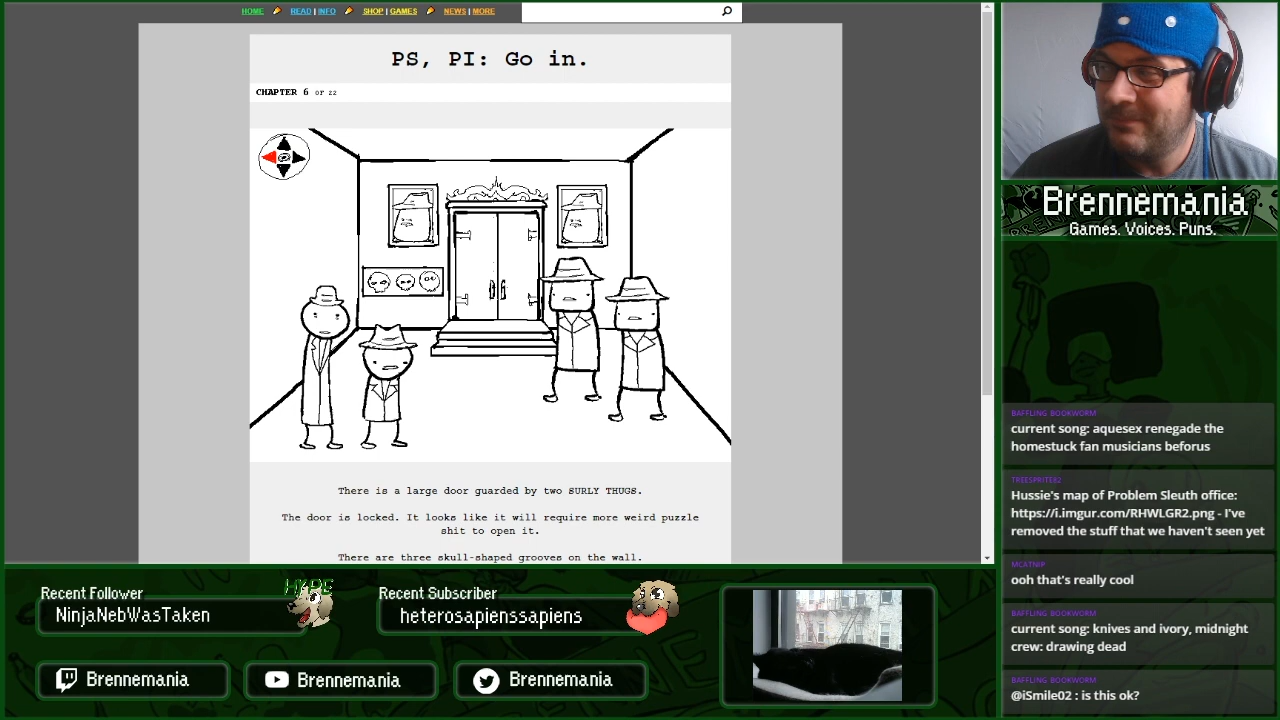 HOME READ | INFO SHOP | GAMES NEWS | MORE
PS, PI: Go in.
CHAPTER 6 OF 22
There is a large door guarded by two SURLY THUGS.
The door is locked. It looks like it will require more weird puzzle
shit to open it.
There are three skull-shaped grooves on the wall.
Brennemania
Games. Voices. Puns.
BAFFLING BOOKWORM
current song: aquesex renegade the
homestuck fan musicians beforus
TREESPRITE82
Hussie's map of Problem Sleuth office:
https://i.imgur.com/RHWLGR2.png - I've
removed the stuff that we haven't seen yet
MCATNIP
ooh that's really cool
BAFFLING BOOKWORM
current song: knives and ivory, midnight
crew: drawing dead
BAFFLING BOOKWORM
@iSmile02 : is this ok?
Recent Follower
NinjaNebWasTaken
HYPE
Recent Subscriber
heterosapienssapiens
Brennemania
Brennemania
Brennemania